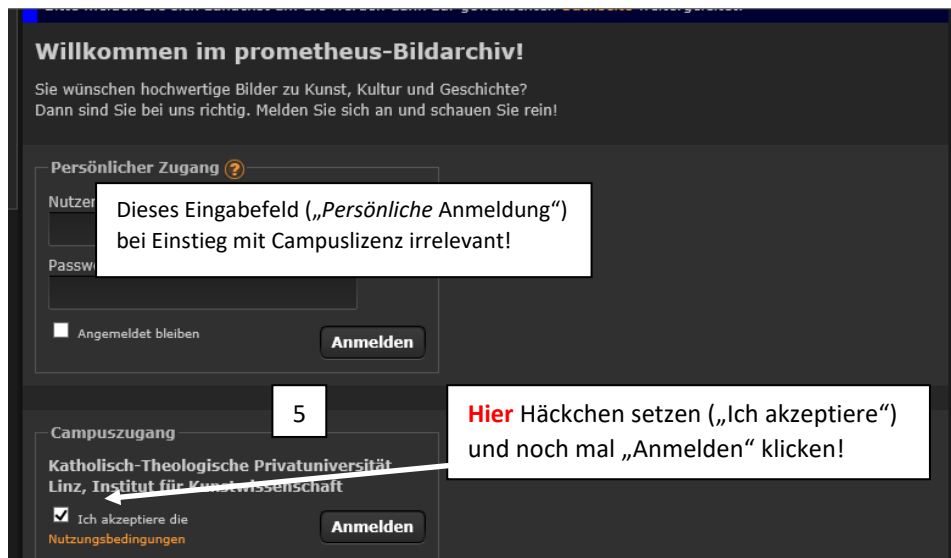 Willkommen im prometheus-Bildarchiv!
Sie wünschen hochwertige Bilder zu Kunst, Kultur und Geschichte?
Dann sind Sie bei uns richtig. Melden Sie sich an und schauen Sie rein!
Persönlicher Zugang ?
Dieses Eingabefeld („Persönliche Anmeldung“)
bei Einstieg mit Campuslizenz irrelevant!
Angemeldet bleiben
Anmelden
5
Hier Häckchen setzen („Ich akzeptiere“)
und noch mal „Anmelden“ klicken!
Campuszugang
Katholisch-Theologische Privatuniversität
Linz, Institut für Kunstwissenschaft
Ich akzeptiere die
Nutzungsbedingungen
Anmelden